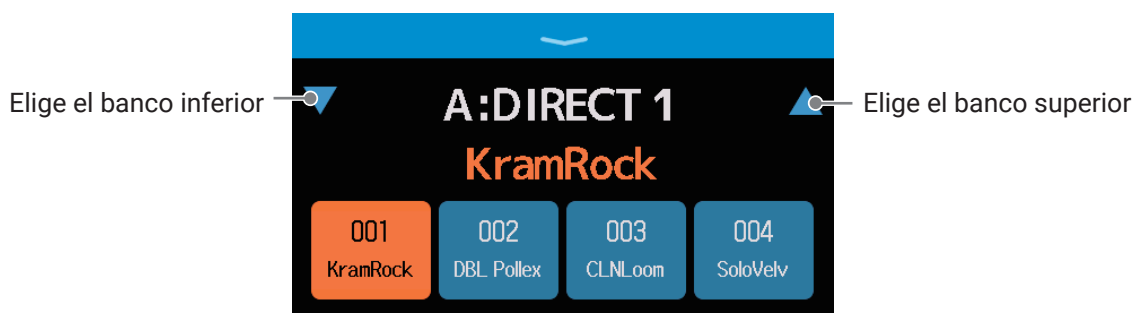 Elige el banco inferior
A:DIRECT 1
Elige el banco superior
KramRock
001
KramRock
002
DBL Pollex
003
CLNLoom
004
SoloVelv